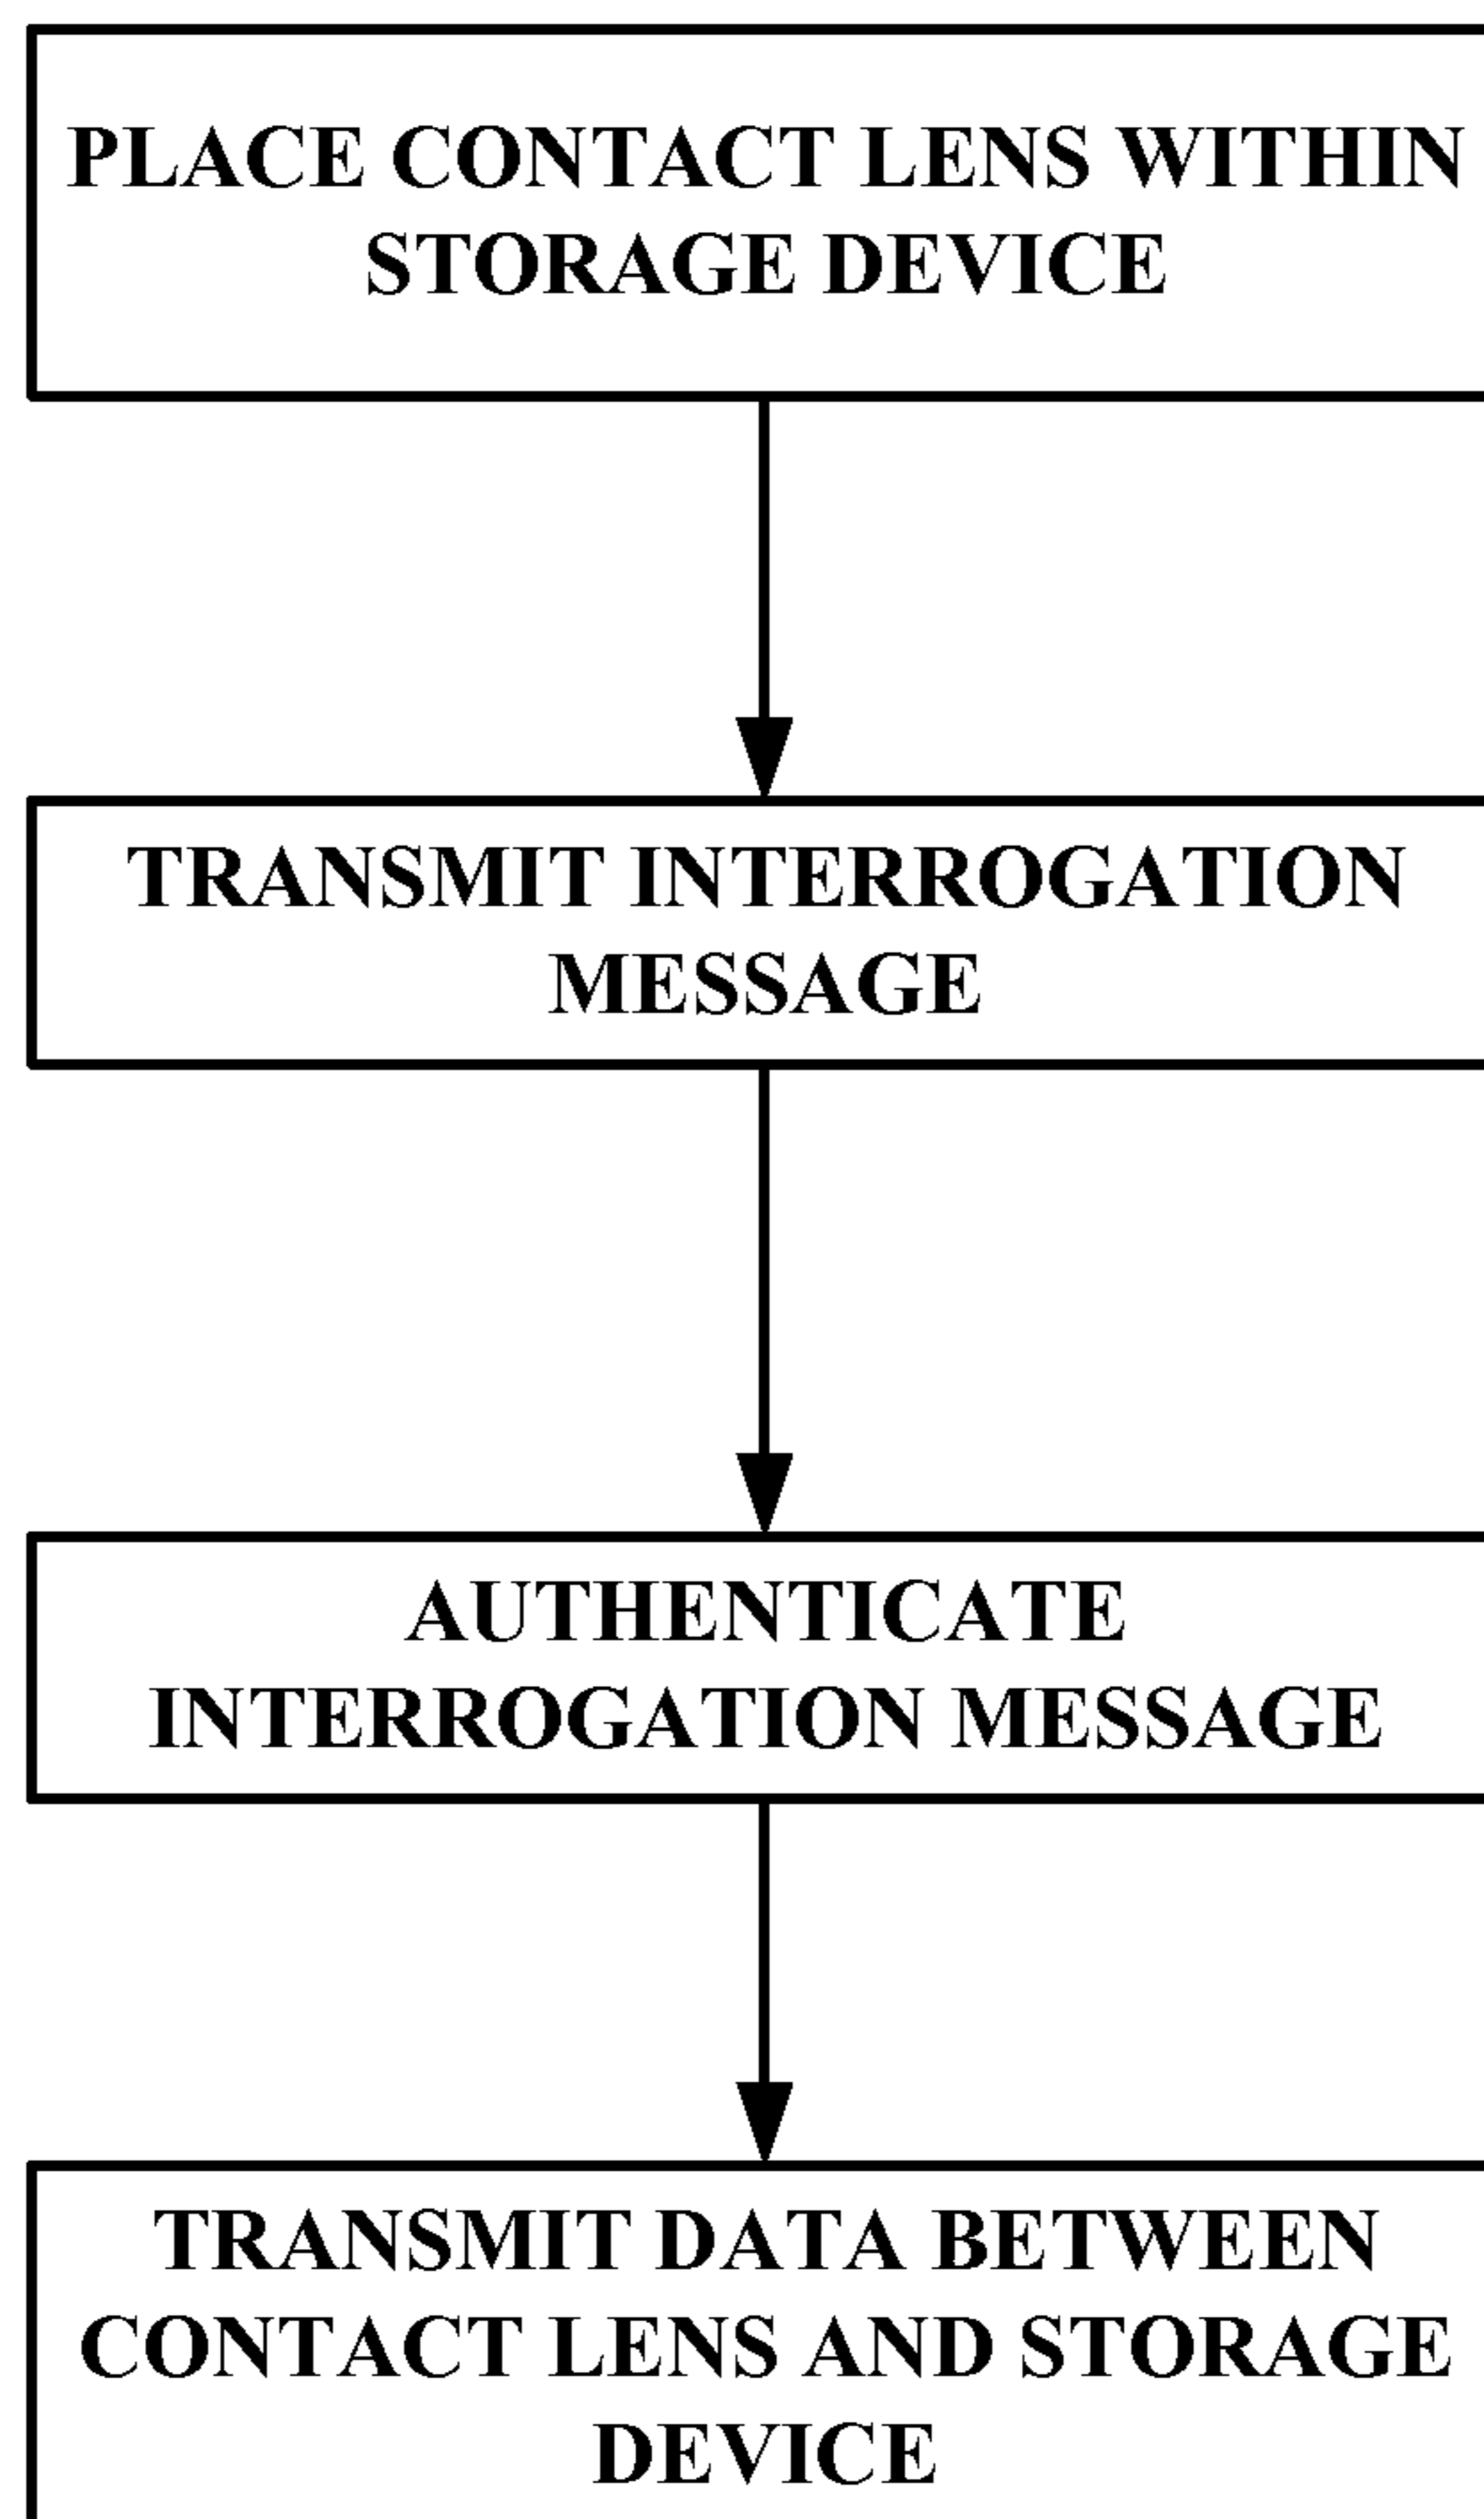 PLACE CONTACT LENS WITHIN
STORAGE DEVICE
TRANSMIT INTERROGATION
MESSAGE
AUTHENTICATE
INTERROGATION MESSAGE
TRANSMIT DATA BETWEEN
CONTACT LENS AND STORAGE
DEVICE